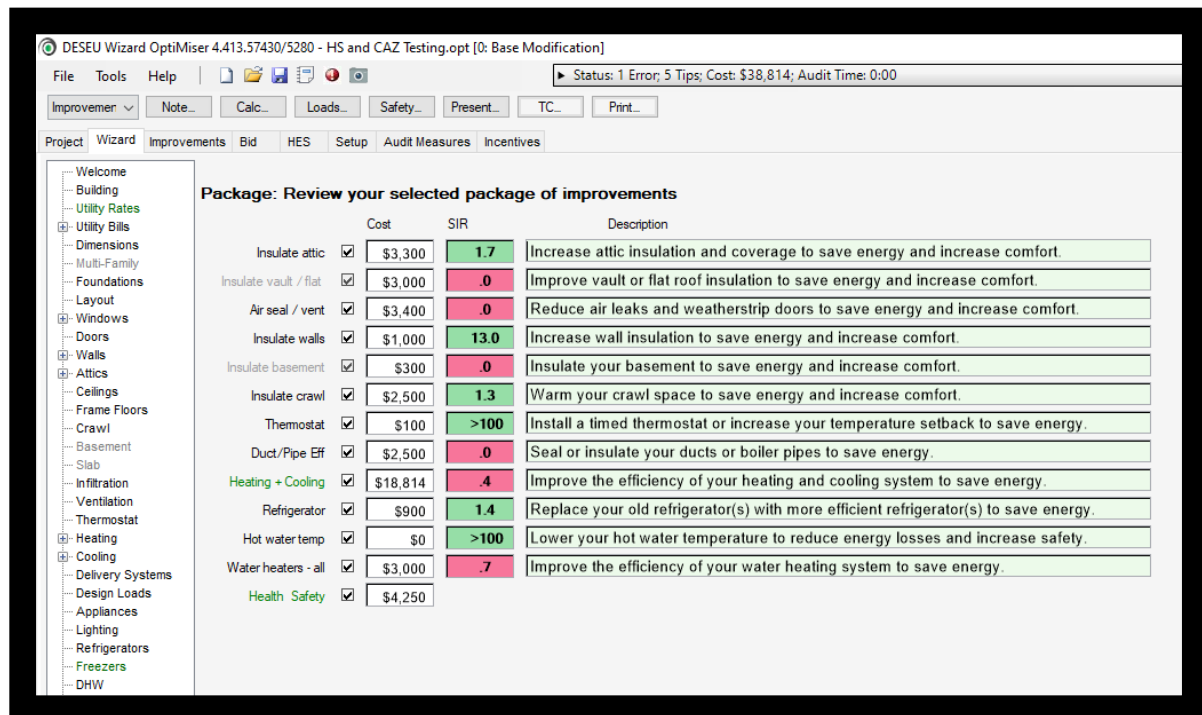 DESEU Wizard OptiMiser 4.413.57430/5280 - HS and CAZ Testing.opt [0: Base Modification]
File Tools Help
Status: 1 Error; 5 Tips; Cost: $38,814; Audit Time: 0:00
Improvemer Note... Calc... Loads... Safety... Present... TC... Print...
Project Wizard Improvements Bid HES Setup Audit Measures Incentives
Welcome
Building
Utility Rates
Utility Bills
Dimensions
Multi-Family
Foundations
Layout
Windows
Doors
Walls
Attics
Ceilings
Frame Floors
Crawl
Basement
Slab
Infiltration
Ventilation
Thermostat
Heating
Cooling
Delivery Systems
Design Loads
Appliances
Lighting
Refrigerators
Freezers
DHW
Package: Review your selected package of improvements
Cost SIR Description
Insulate attic $3,300 1.7 Increase attic insulation and coverage to save energy and increase comfort.
Insulate vault / flat $3,000 .0 Improve vault or flat roof insulation to save energy and increase comfort.
Air seal / vent $3,400 .0 Reduce air leaks and weatherstrip doors to save energy and increase comfort.
Insulate walls $1,000 13.0 Increase wall insulation to save energy and increase comfort.
Insulate basement $300 .0 Insulate your basement to save energy and increase comfort.
Insulate crawl $2,500 1.3 Warm your crawl space to save energy and increase comfort.
Thermostat $100 >100 Install a timed thermostat or increase your temperature setback to save energy.
Duct/Pipe Eff $2,500 .0 Seal or insulate your ducts or boiler pipes to save energy.
Heating + Cooling $18,814 .4 Improve the efficiency of your heating and cooling system to save energy.
Refrigerator $900 1.4 Replace your old refrigerator(s) with more efficient refrigerator(s) to save energy.
Hot water temp $0 >100 Lower your hot water temperature to reduce energy losses and increase safety.
Water heaters - all $3,000 .7 Improve the efficiency of your water heating system to save energy.
Health Safety $4,250